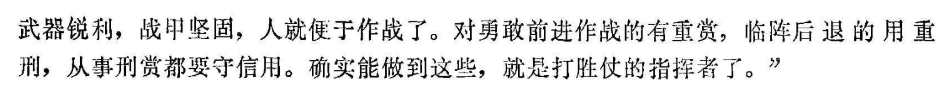 武器锐利，战甲坚固，人就便于作战了。对勇敢前进作战的有重赏，临阵后退的用重
刑，从事刑赏都要守信用。确实能做到这些，就是打胜仗的指挥者了。”